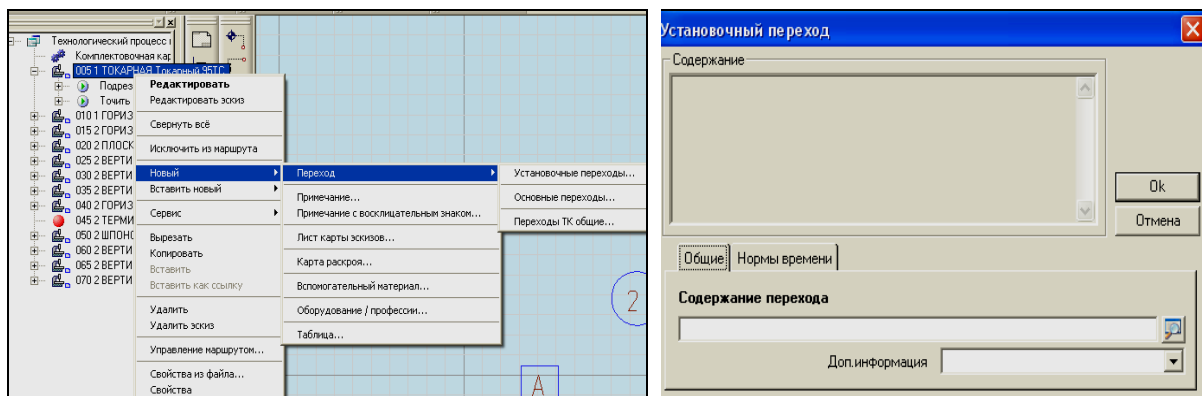 Технологический процесс
Комплектовочная кар
005 1 ТОКАРНАЯ Токарный 95ТС
Подрез
Точить
010 1 ГОРИЗ
015 2 ГОРИЗ
020 2 ПЛОСК
025 2 ВЕРТИ
030 2 ВЕРТИ
035 2 ВЕРТИ
040 2 ГОРИЗ
045 2 ТЕРМИ
050 2 ШПОНО
060 2 ВЕРТИ
065 2 ВЕРТИ
070 2 ВЕРТИ
Редактировать
Редактировать эскиз
Свернуть всё
Исключить из маршрута
Новый
Вставить новый
Сервис
Вырезать
Копировать
Вставить
Вставить как ссылку
Удалить
Удалить эскиз
Управление маршрутом...
Свойства из файла...
Свойства
Переход
Примечание...
Примечание с восклицательным знаком...
Лист карты эскизов...
Карта раскроя...
Вспомогательный материал...
Оборудование / профессии...
Таблица...
Установочные переходы...
Основные переходы...
Переходы ТК общие...
2
А
Установочный переход
Содержание
Ok
Отмена
Общие Нормы времени
Содержание перехода
Доп.информация